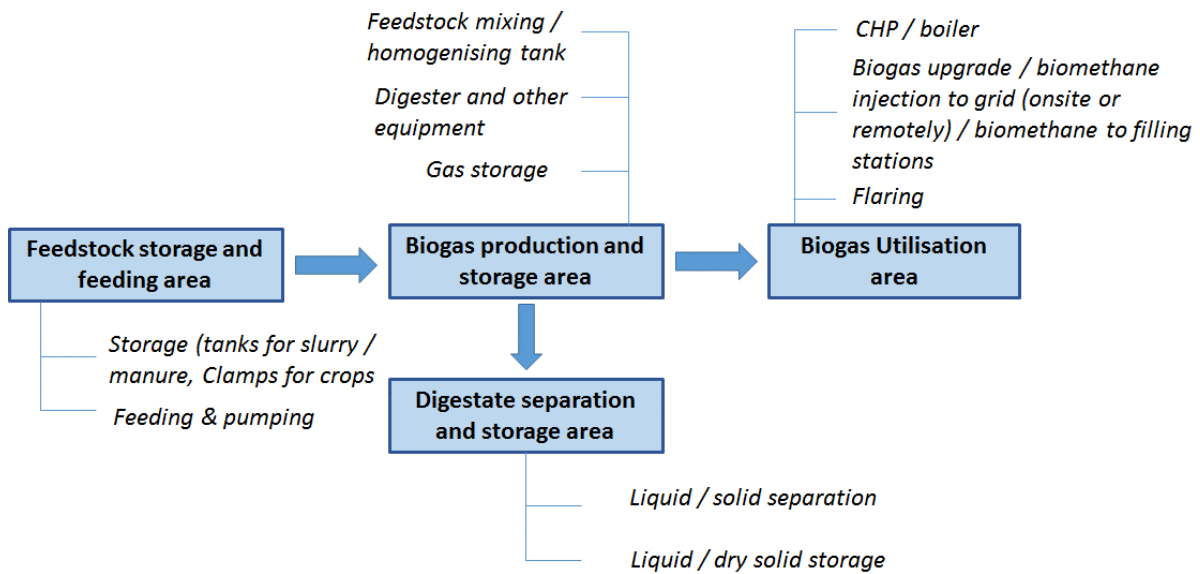 Feedstock mixing /
homogenising tank
Digester and other
equipment
Gas storage
CHP / boiler
Biogas upgrade / biomethane
injection to grid (onsite or
remotely) / biomethane to filling
stations
Flaring
Feedstock storage and
feeding area
Biogas production and
storage area
Biogas Utilisation
area
Storage (tanks for slurry /
manure, Clamps for crops
Feeding & pumping
Digestate separation
and storage area
Liquid / solid separation
Liquid / dry solid storage